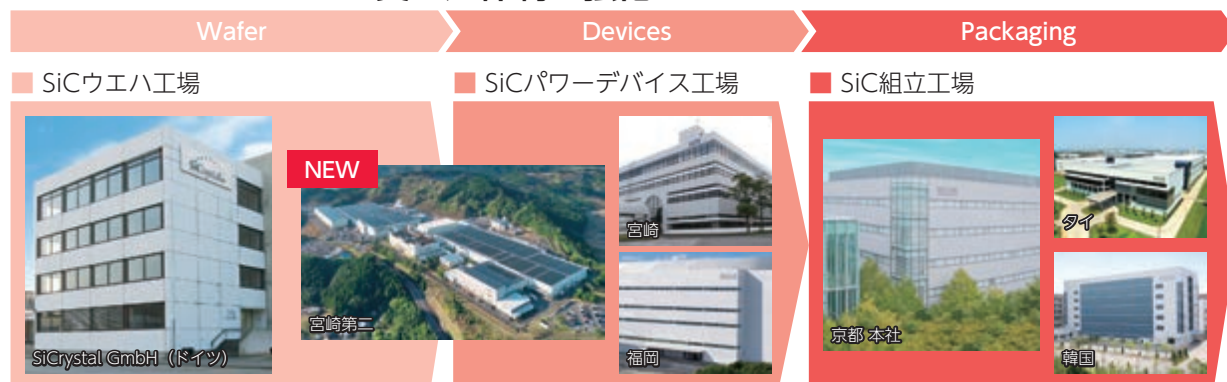 Wafer
Devices
Packaging
SiCウエハ工場
SiCパワーデバイス工場
SiC組立工場
SiCrystal
NEW
SiCrystal GmbH（ドイツ）
宮崎第二
宮崎
福岡
京都 本社
タイ
韓国